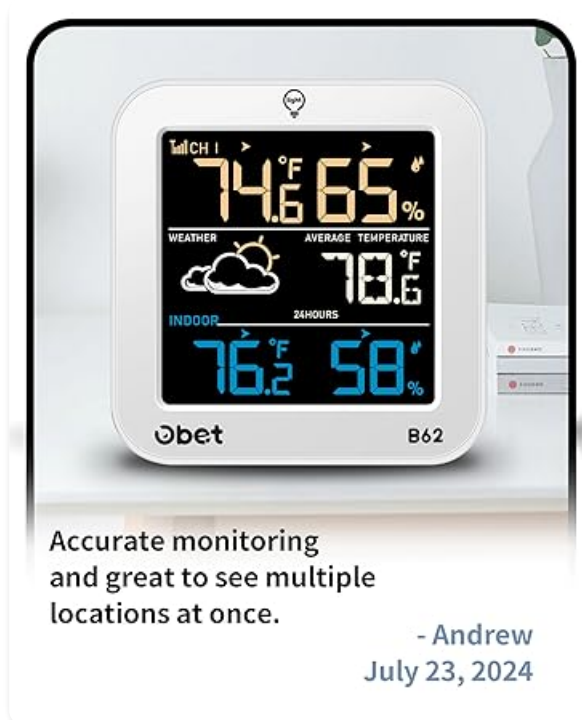 light
CH 1
74.6 °F 65 %
WEATHER AVERAGE TEMPERATURE
78.6 °F
24HOURS
INDOOR
76.2 °F 58 %
Obet B62
Accurate monitoring
and great to see multiple
locations at once.
- Andrew
July 23, 2024